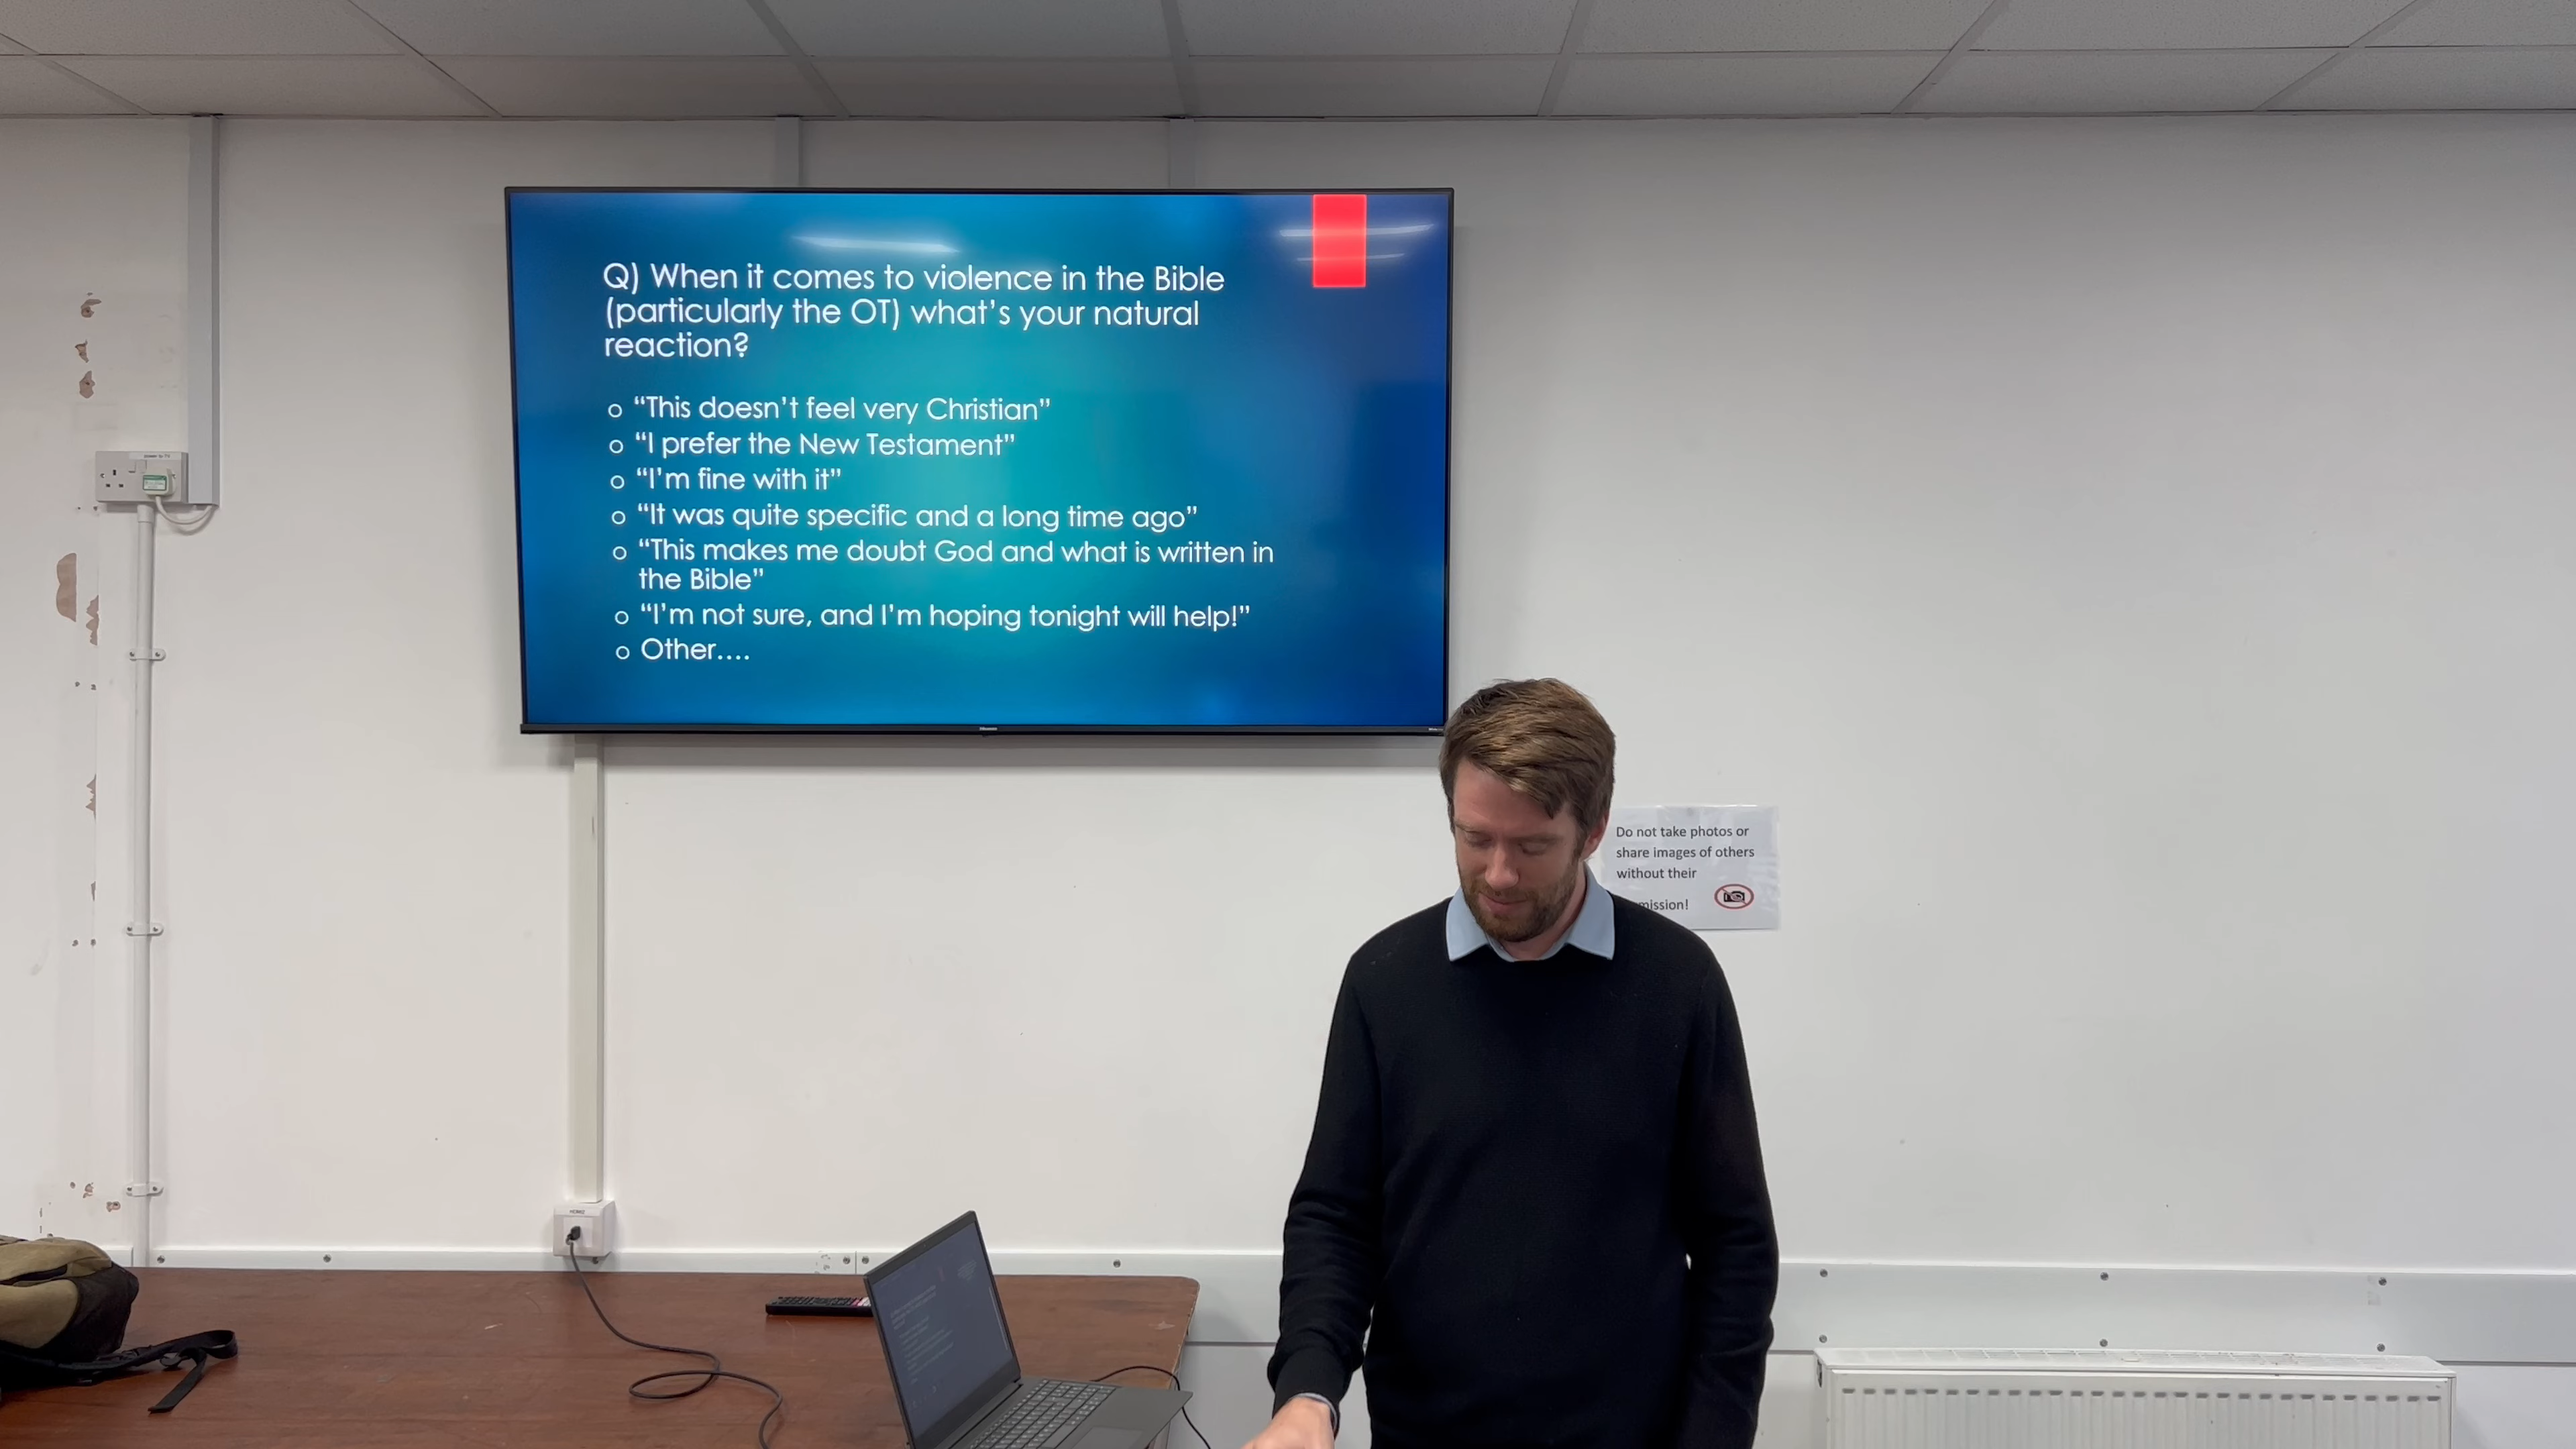 Q) When it comes to violence in the Bible
(particularly the OT) what's your natural
reaction?
o "This doesn't feel very Christian"
o "I prefer the New Testament"
o "I'm fine with it"
o "It was quite specific and a long time ago"
o "This makes me doubt God and what is written in
the Bible"
o "I'm not sure, and I'm hoping tonight will help!"
o Other....
Do not take photos or
share images of others
without their
mission!